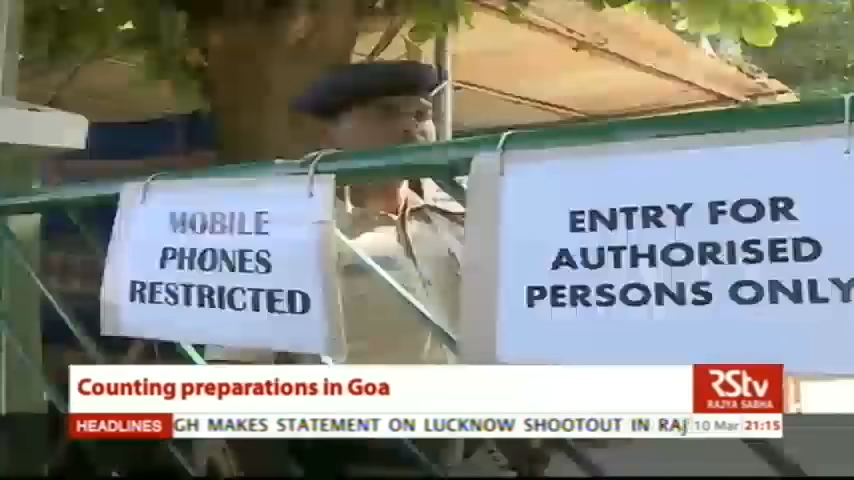 MOBILE
PHONES
RESTRICTED
ENTRY FOR
AUTHORISED
PERSONS ONLY
Counting preparations in Goa
RStv
RAJYA SABHA
HEADLINES
GH MAKES STATEMENT ON LUCKNOW SHOOTOUT IN RAJ
10 Mar
21:15